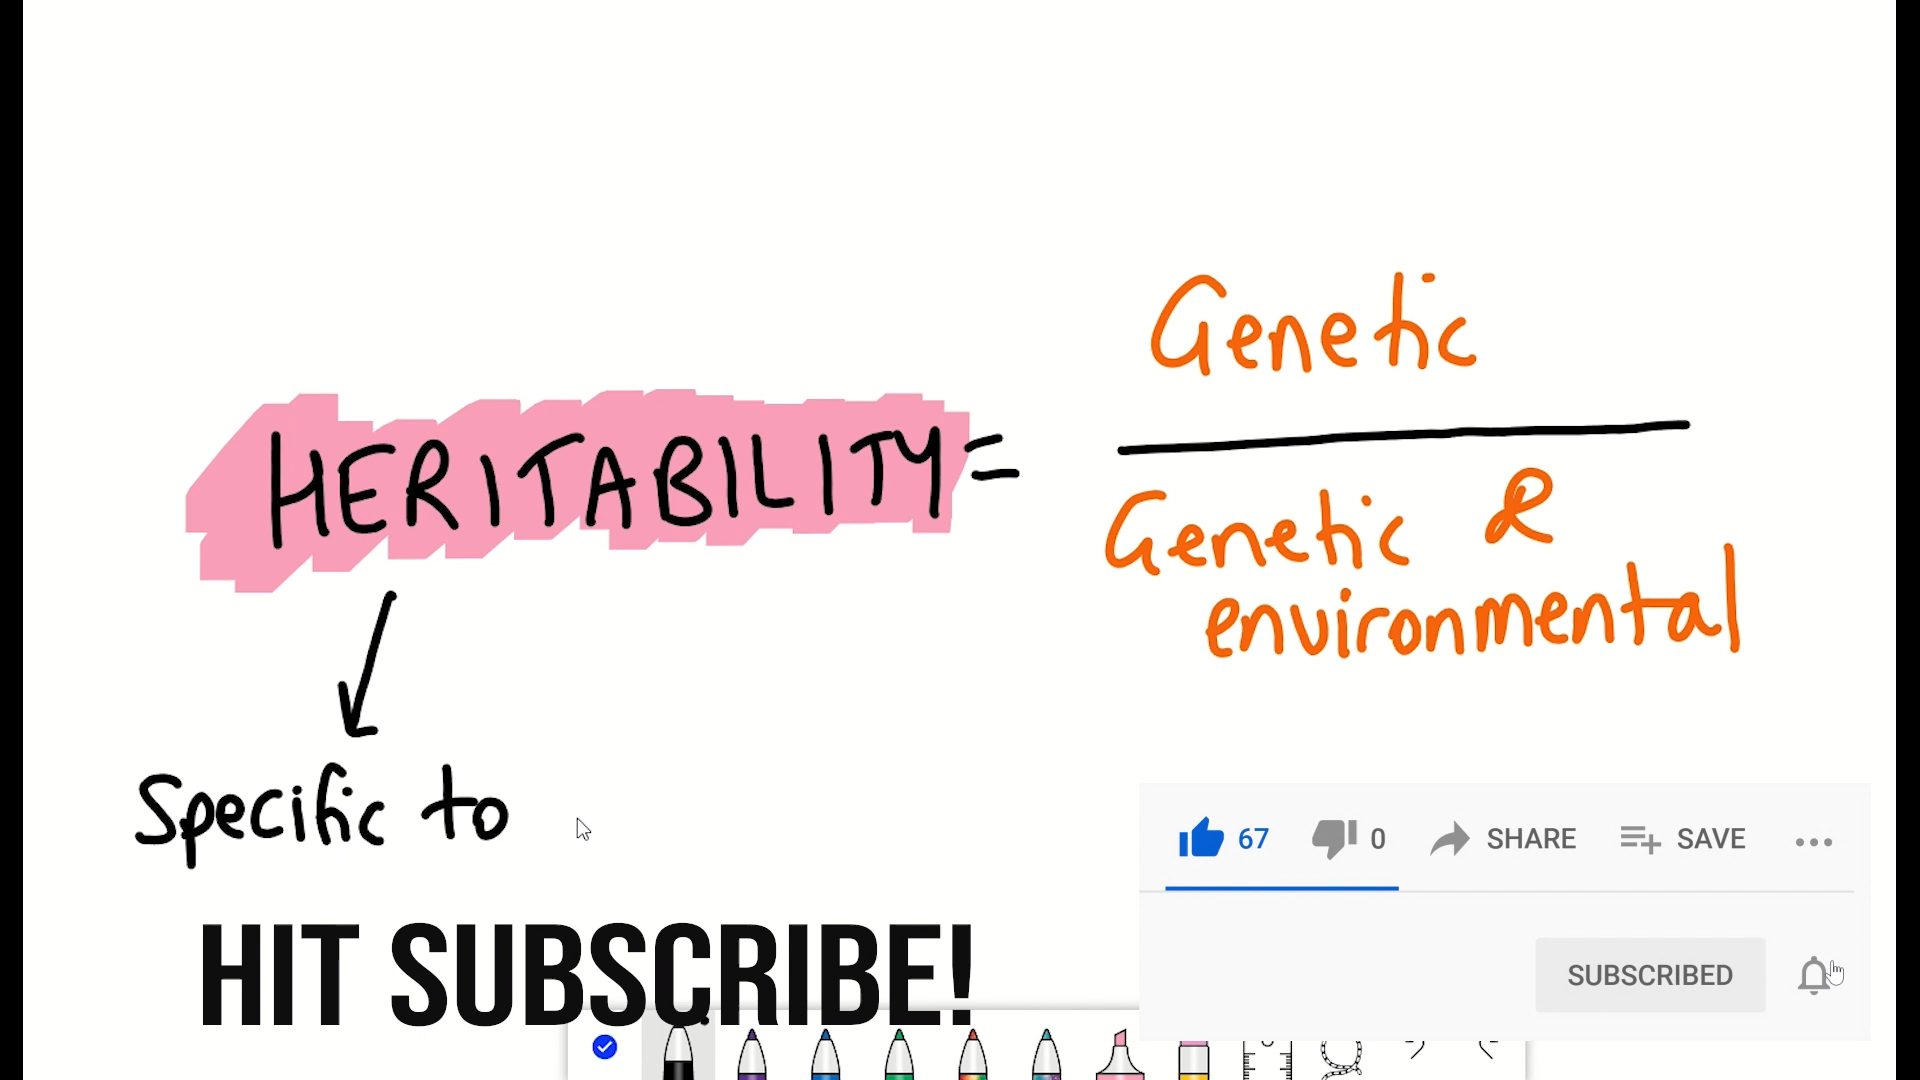 Genetic
HERITABILITY =
Genetic &
environmental
Specific to
67 0 SHARE SAVE
HIT SUBSCRIBE!
SUBSCRIBED